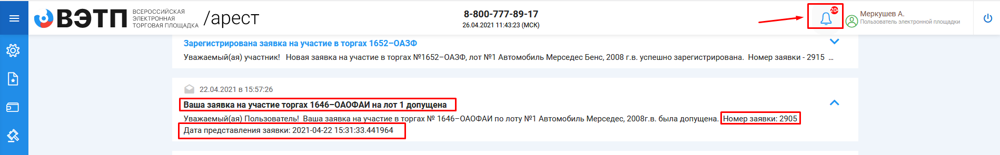 ВЭТП
ВСЕРОССИЙСКАЯ
ЭЛЕКТРОННАЯ
ТОРГОВАЯ ПЛОЩАДКА
/арест
8-800-777-89-17
26.04.2021 11:43:23 (МСК)
204
Меркушев А.
Пользователь электронной площадки
Зарегистрирована заявка на участие в торгах 1652–ОАЗФ
Уважаемый(ая) участник! Новая заявка на участие в торгах №1652–ОАЗФ, лот №1 Автомобиль Мерседес Бенс, 2008 г.в. успешно зарегистрирована. Номер заявки - 2915 ...
22.04.2021 в 15:57:26
Ваша заявка на участие торгах 1646–ОАОФАИ на лот 1 допущена
Уважаемый(ая) Пользователь! Ваша заявка на участие в торгах № 1646–ОАОФАИ по лоту №1 Автомобиль Мерседес, 2008г.в. была допущена. Номер заявки: 2905
Дата представления заявки: 2021-04-22 15:31:33.441964